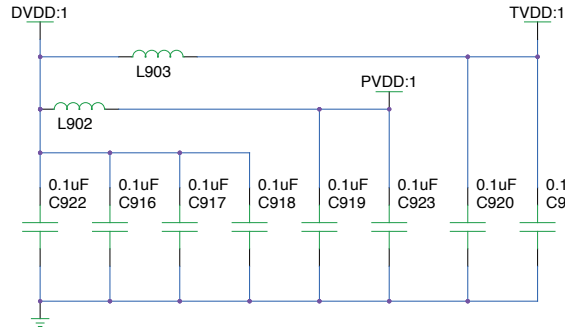 DVDD:1
TVDD:1
L903
PVDD:1
L902
0.1uF
C922
0.1uF
C916
0.1uF
C917
0.1uF
C918
0.1uF
C919
0.1uF
C923
0.1uF
C920